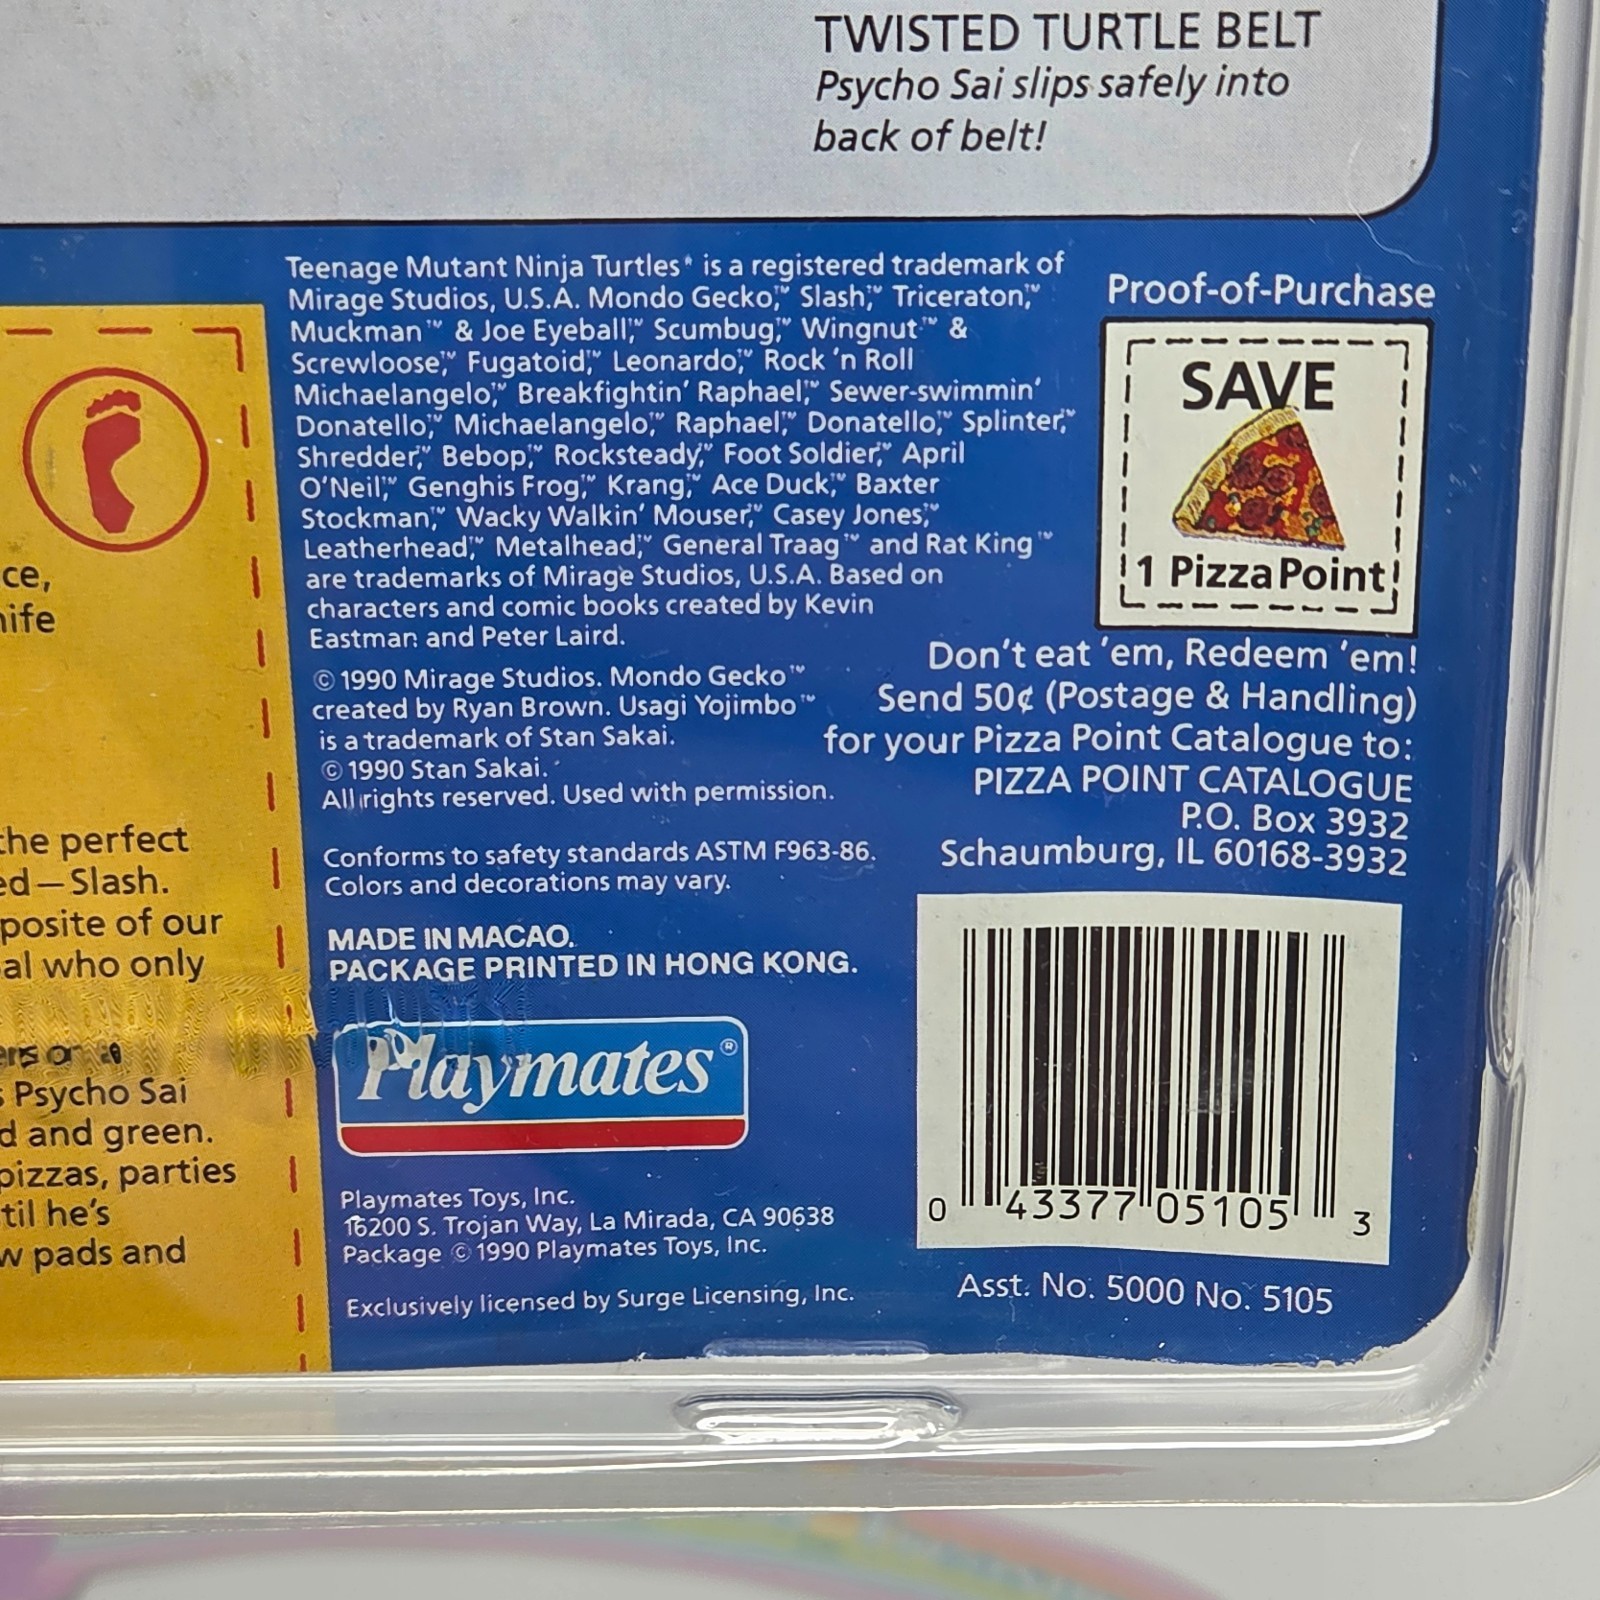 TWISTED TURTLE BELT
Psycho Sai slips safely into
back of belt!
ce,
nife
the perfect
ed—Slash.
posite of our
al who only
Psycho Sai
d and green.
pizzas, parties
til he's
w pads and
Teenage Mutant Ninja Turtles® is a registered trademark of
Mirage Studios, U.S.A. Mondo Gecko,™ Slash,™ Triceraton,™
Muckman™ & Joe Eyeball,™ Scumbug,™ Wingnut™ &
Screwloose,™ Fugatoid,™ Leonardo,™ Rock 'n Roll
Michaelangelo,™ Breakfightin' Raphael,™ Sewer-swimmin'
Donatello,™ Michaelangelo,™ Raphael,™ Donatello,™ Splinter,™
Shredder,™ Bebop,™ Rocksteady,™ Foot Soldier,™ April
O'Neil,™ Genghis Frog,™ Krang,™ Ace Duck,™ Baxter
Stockman,™ Wacky Walkin' Mouser,™ Casey Jones,™
Leatherhead,™ Metalhead,™ General Traag™ and Rat King™
are trademarks of Mirage Studios, U.S.A. Based on
characters and comic books created by Kevin
Eastman and Peter Laird.
© 1990 Mirage Studios. Mondo Gecko™
created by Ryan Brown. Usagi Yojimbo™
is a trademark of Stan Sakai.
© 1990 Stan Sakai.
All rights reserved. Used with permission.
Conforms to safety standards ASTM F963-86.
Colors and decorations may vary.
MADE IN MACAO.
PACKAGE PRINTED IN HONG KONG.
Playmates®
Playmates Toys, Inc.
16200 S. Trojan Way, La Mirada, CA 90638
Package © 1990 Playmates Toys, Inc.
Exclusively licensed by Surge Licensing, Inc.
Proof-of-Purchase
SAVE
1 Pizza Point
Don't eat 'em, Redeem 'em!
Send 50¢ (Postage & Handling)
for your Pizza Point Catalogue to:
PIZZA POINT CATALOGUE
P.O. Box 3932
Schaumburg, IL 60168-3932
0 43377 05105 3
Asst. No. 5000 No. 5105